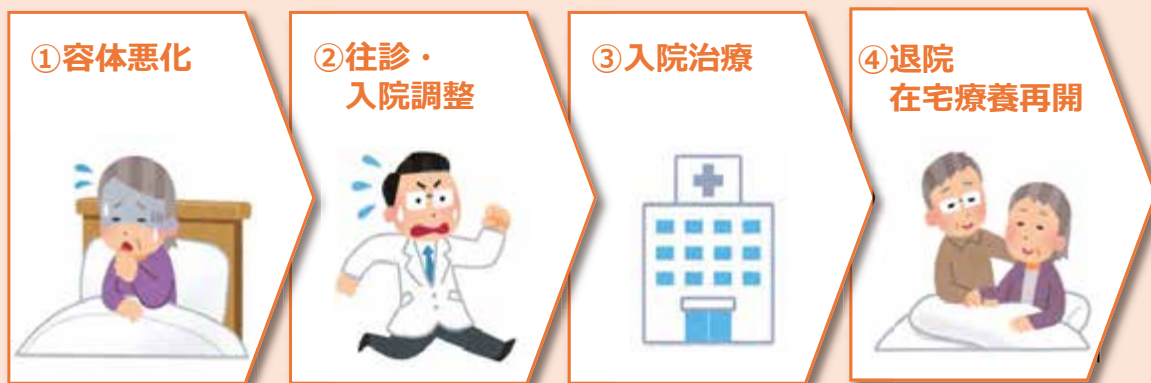 ①容体悪化
②往診・
入院調整
③入院治療
④退院
在宅療養再開